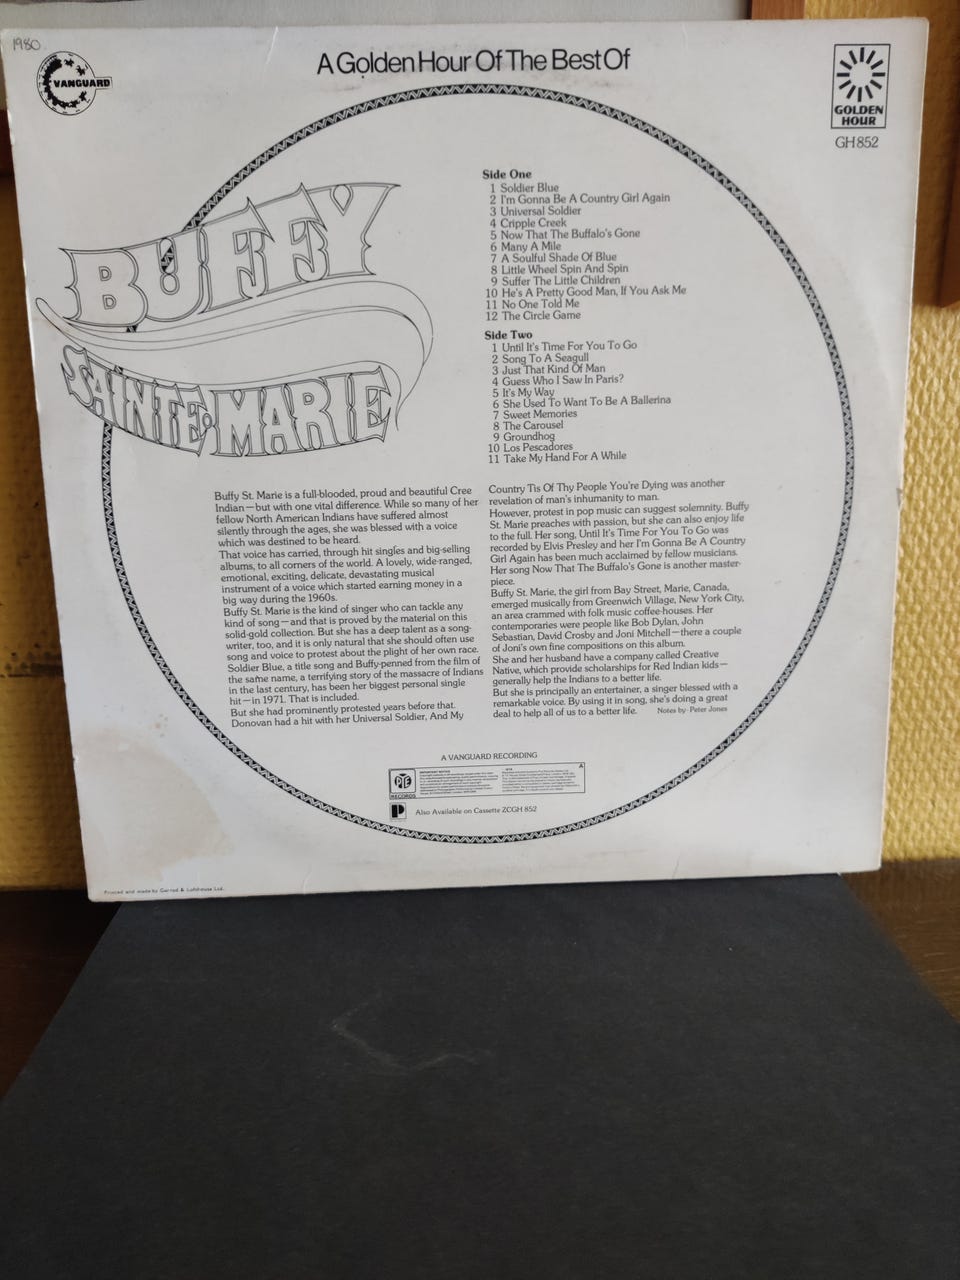 1980
VANGUARD
A Golden Hour Of The Best Of
GOLDEN
HOUR
GH 852
BUFFY
SAINTE-MARIE
Side One
1 Soldier Blue
2 I'm Gonna Be A Country Girl Again
3 Universal Soldier
4 Cripple Creek
5 Now That The Buffalo's Gone
6 Many A Mile
7 A Soulful Shade Of Blue
8 Little Wheel Spin And Spin
9 Suffer The Little Children
10 He's A Pretty Good Man, If You Ask Me
11 No One Told Me
12 The Circle Game
Side Two
1 Until It's Time For You To Go
2 Song To A Seagull
3 Just That Kind Of Man
4 Guess Who I Saw In Paris?
5 It's My Way
6 She Used To Want To Be A Ballerina
7 Sweet Memories
8 The Carousel
9 Groundhog
10 Los Pescadores
11 Take My Hand For A While
Buffy St. Marie is a full-blooded, proud and beautiful Cree
Indian—but with one vital difference. While so many of her
fellow North American Indians have suffered almost
silently through the ages, she was blessed with a voice
which was destined to be heard.
That voice has carried, through hit singles and big-selling
albums, to all corners of the world. A lovely, wide-ranged,
emotional, exciting, delicate, devastating musical
instrument of a voice which started earning money in a
big way during the 1960s.
Buffy St. Marie is the kind of singer who can tackle any
kind of song—and that is proved by the material on this
solid-gold collection. But she has a deep talent as a song-
writer, too, and it is only natural that she should often use
song and voice to protest about the plight of her own race.
Soldier Blue, a title song and Buffy-penned from the film of
the same name, a terrifying story of the massacre of Indians
in the last century, has been her biggest personal single
hit—in 1971. That is included.
But she had prominently protested years before that.
Donovan had a hit with her Universal Soldier, And My
Country Tis Of Thy People You're Dying was another
revelation of man's inhumanity to man.
However, protest in pop music can suggest solemnity. Buffy
St. Marie preaches with passion, but she can also enjoy life
to the full. Her song, Until It's Time For You To Go was
recorded by Elvis Presley and her I'm Gonna Be A Country
Girl Again has been much acclaimed by fellow musicians.
Her song Now That The Buffalo's Gone is another master-
piece.
Buffy St. Marie, the girl from Bay Street, Marie, Canada,
emerged musically from Greenwich Village, New York City,
an area crammed with folk music coffee-houses. Her
contemporaries were people like Bob Dylan, John
Sebastian, David Crosby and Joni Mitchell—there a couple
of Joni's own fine compositions on this album.
She and her husband have a company called Creative
Native, which provide scholarships for Red Indian kids—
generally help the Indians to a better life.
But she is principally an entertainer, a singer blessed with a
remarkable voice. By using it in song, she's doing a great
deal to help all of us to a better life. Notes by - Peter Jones
A VANGUARD RECORDING
PYE
RECORDS
IMPORTANT NOTICE
Also Available on Cassette ZCGH 852
Printed and made by Garrod & Lofthouse Ltd.